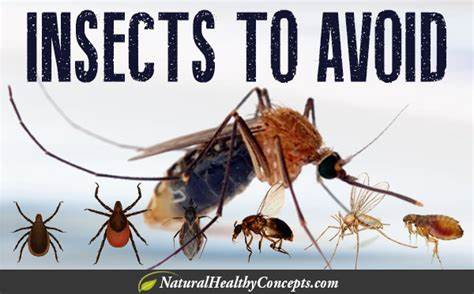 INSECTS TO AVOID
NaturalHealthyConcepts.com